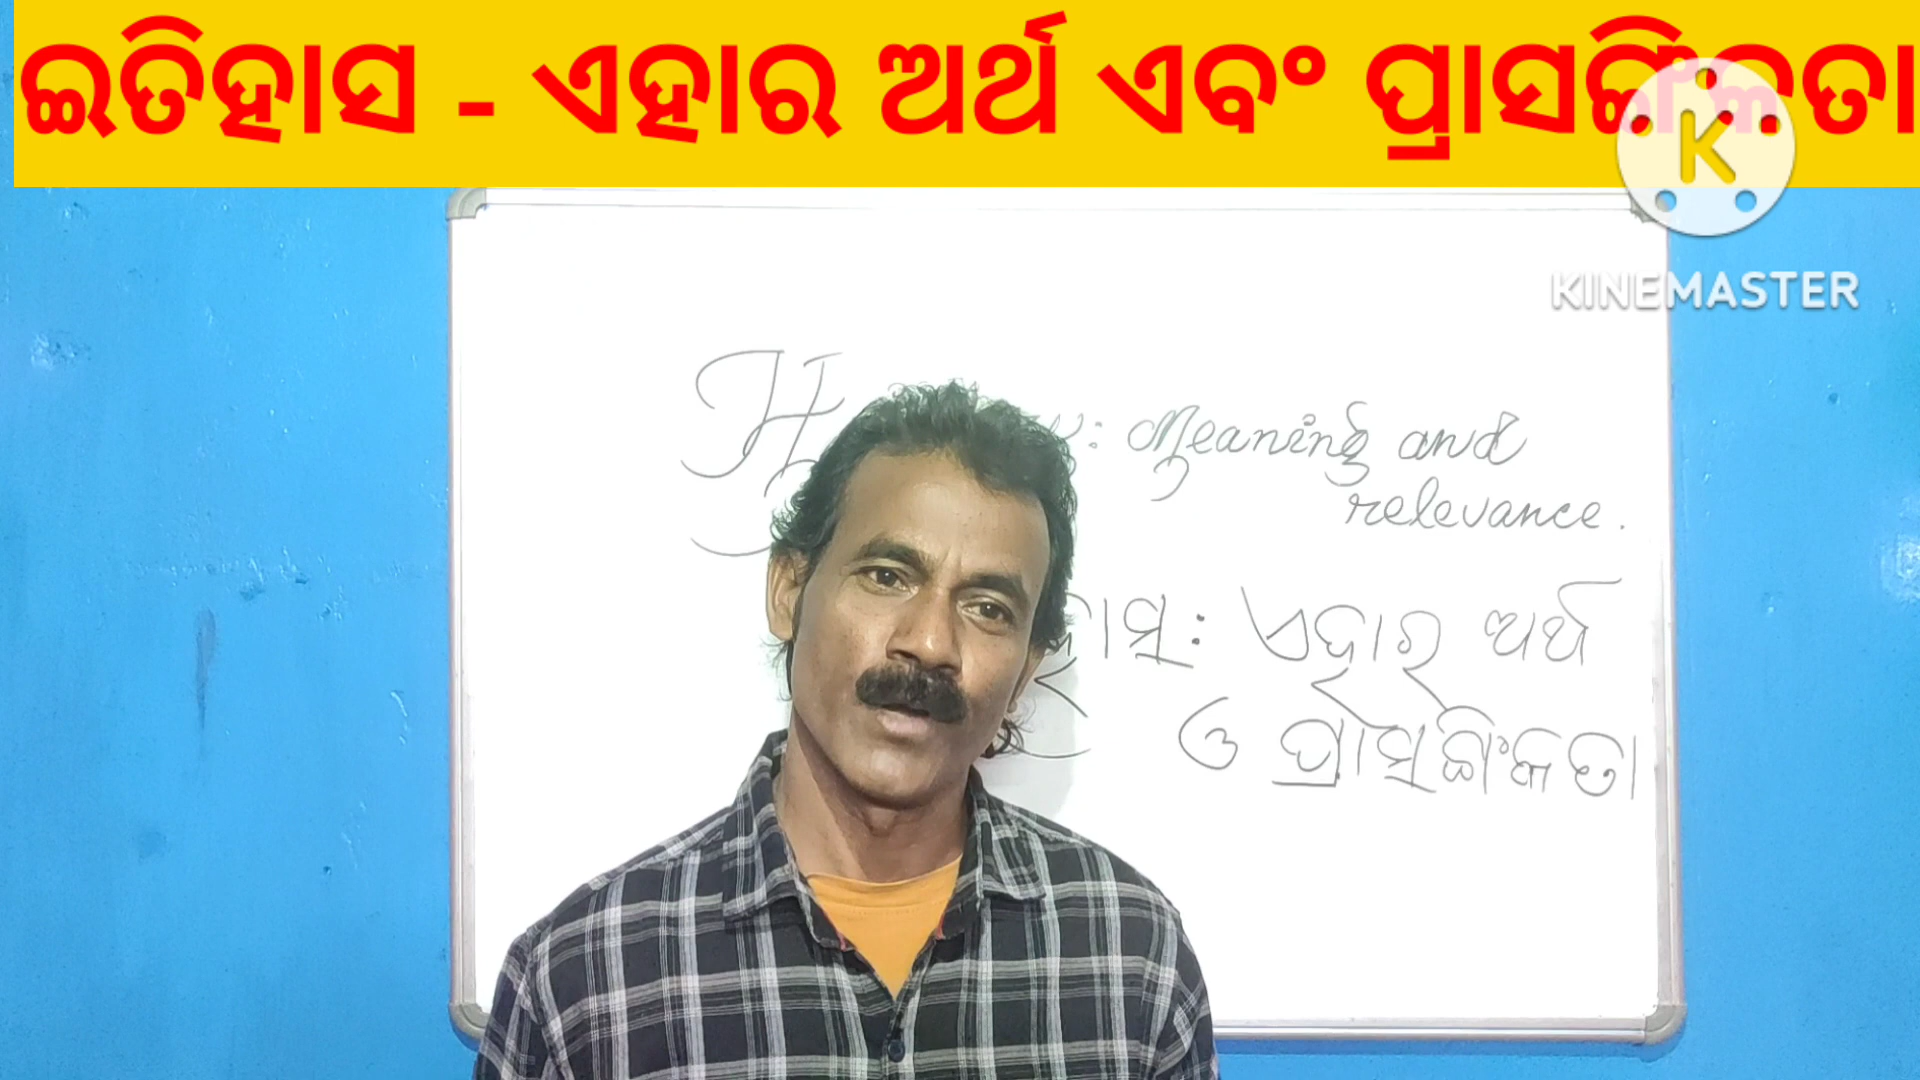 ଇତିହାସ - ଏହାର ଅର୍ଥ ଏବଂ ପ୍ରାସଙ୍ଗିକତା
KINEMASTER
Meaning and
relevance.
ଏହାର ଅର୍ଥ
ଓ ପ୍ରାସଙ୍ଗିକତା